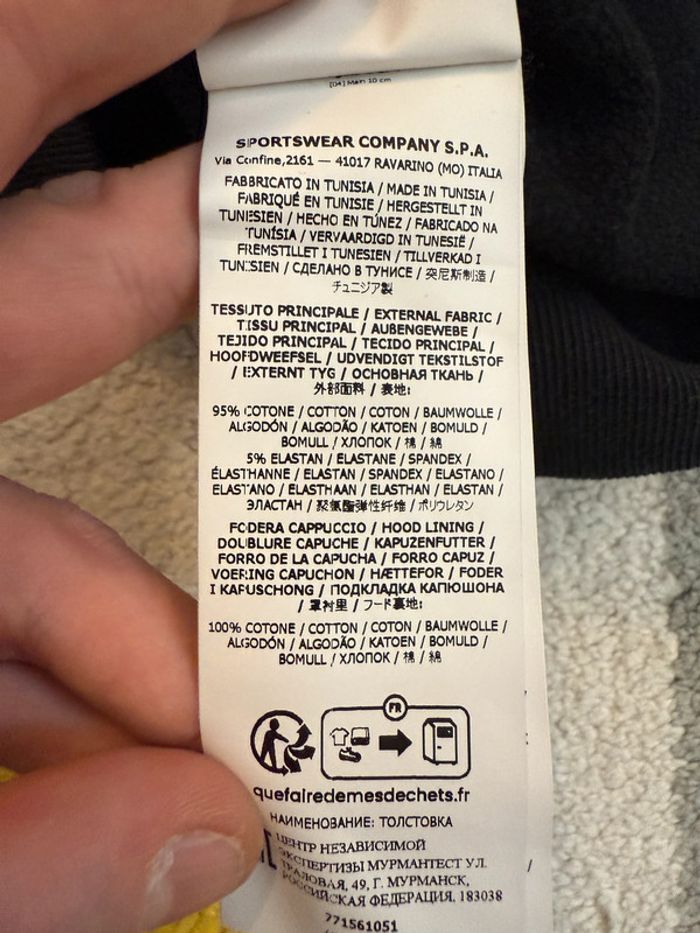 [04] Main 10 cm
SPORTSWEAR COMPANY S.P.A.
Via Confine,2161 — 41017 RAVARINO (MO) ITALIA
FABBRICATO IN TUNISIA / MADE IN TUNISIA /
FABRIQUÉ EN TUNISIE / HERGESTELLT IN
TUNESIEN / HECHO EN TÚNEZ / FABRICADO NA
TUNÍSIA / VERVAARDIGD IN TUNESIË /
FREMSTILLET I TUNESIEN / TILLVERKAD I
TUNISIEN / СДЕЛАНО В ТУНИСЕ / 突尼斯制造 /
チュニジア製
TESSUTO PRINCIPALE / EXTERNAL FABRIC /
TISSU PRINCIPAL / AUßENGEWEBE /
TEJIDO PRINCIPAL / TECIDO PRINCIPAL /
HOOFDWEEFSEL / UDVENDIGT TEKSTILSTOF
/ EXTERNT TYG / ОСНОВНАЯ ТКАНЬ /
外部面料 / 表地:
95% COTONE / COTTON / COTON / BAUMWOLLE /
ALGODÓN / ALGODÃO / KATOEN / BOMULD /
BOMULL / ХЛОПОК / 棉 / 綿
5% ELASTAN / ELASTANE / SPANDEX /
ÉLASTHANNE / ELASTAN / SPANDEX / ELASTANO /
ELASTANO / ELASTHAAN / ELASTHAN / ELASTAN /
ЭЛАСТАН / 聚氨酯弹性纤维 / ポリウレタン
FODERA CAPPUCCIO / HOOD LINING /
DOUBLURE CAPUCHE / KAPUZENFUTTER /
FORRO DE LA CAPUCHA / FORRO CAPUZ /
VOERING CAPUCHON / HÆTTEFOR / FODER
I KAPUSCHONG / ПОДКЛАДКА КАПЮШОНА
/ 罩衬里 / フード裏地:
100% COTONE / COTTON / COTON / BAUMWOLLE /
ALGODÓN / ALGODÃO / KATOEN / BOMULD /
BOMULL / ХЛОПОК / 棉 / 綿
FR
quefairedemesdechets.fr
НАИМЕНОВАНИЕ: ТОЛСТОВКА
ЦЕНТР НЕЗАВИСИМОЙ
ЭКСПЕРТИЗЫ МУРМАНТЕСТ УЛ.
ТРАЛОВАЯ, 49, Г. МУРМАНСК,
РОССИЙСКАЯ ФЕДЕРАЦИЯ. 183038
771561051